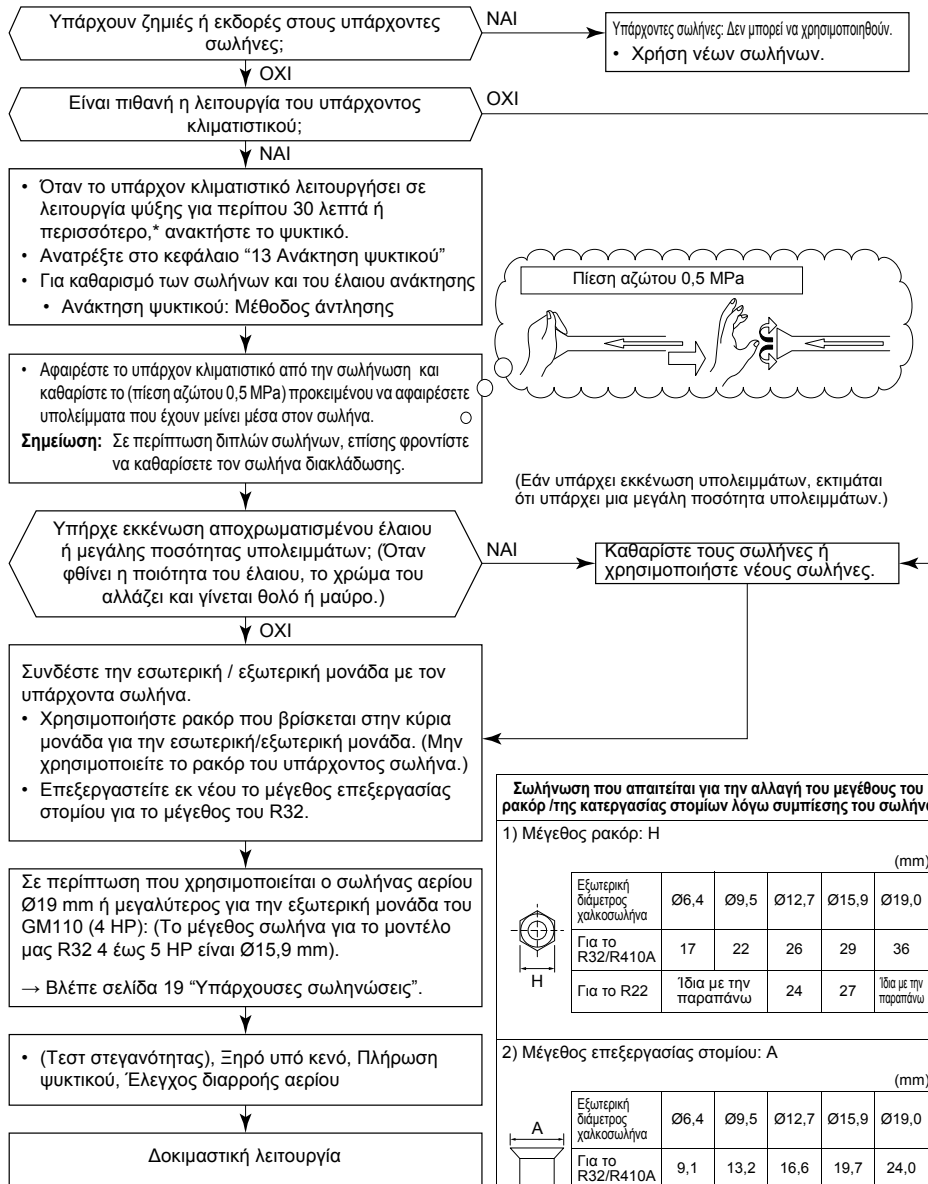 Υπάρχουν ζημιές ή εκδορές στους υπάρχοντες
σωλήνες;
ΝΑΙ
Υπάρχοντες σωλήνες: Δεν μπορεί να χρησιμοποιηθούν.
• Χρήση νέων σωλήνων.
ΟΧΙ
Είναι πιθανή η λειτουργία του υπάρχοντος
κλιματιστικού;
ΟΧΙ
ΝΑΙ
• Όταν το υπάρχον κλιματιστικό λειτουργήσει σε
λειτουργία ψύξης για περίπου 30 λεπτά ή
περισσότερο,* ανακτήστε το ψυκτικό.
• Ανατρέξτε στο κεφάλαιο “13 Ανάκτηση ψυκτικού”
• Για καθαρισμό των σωλήνων και του έλαιου ανάκτησης
• Ανάκτηση ψυκτικού: Μέθοδος άντλησης
Πίεση αζώτου 0,5 MPa
• Αφαιρέστε το υπάρχον κλιματιστικό από την σωλήνωση και
καθαρίστε το (πίεση αζώτου 0,5 MPa) προκειμένου να αφαιρέσετε
υπολείμματα που έχουν μείνει μέσα στον σωλήνα.
Σημείωση: Σε περίπτωση διπλών σωλήνων, επίσης φροντίστε
να καθαρίσετε τον σωλήνα διακλάδωσης.
(Εάν υπάρχει εκκένωση υπολειμμάτων, εκτιμάται
ότι υπάρχει μια μεγάλη ποσότητα υπολειμμάτων.)
Υπήρχε εκκένωση αποχρωματισμένου έλαιου
ή μεγάλης ποσότητας υπολειμμάτων; (Όταν
φθίνει η ποιότητα του έλαιου, το χρώμα του
αλλάζει και γίνεται θολό ή μαύρο.)
ΝΑΙ
Καθαρίστε τους σωλήνες ή
χρησιμοποιήστε νέους σωλήνες.
ΟΧΙ
Συνδέστε την εσωτερική / εξωτερική μονάδα με τον
υπάρχοντα σωλήνα.
• Χρησιμοποιήστε ρακόρ που βρίσκεται στην κύρια
μονάδα για την εσωτερική/εξωτερική μονάδα. (Μην
χρησιμοποιείτε το ρακόρ του υπάρχοντος σωλήνα.)
• Επεξεργαστείτε εκ νέου το μέγεθος επεξεργασίας
στομίου για το μέγεθος του R32.
Σε περίπτωση που χρησιμοποιείται ο σωλήνας αερίου
Ø19 mm ή μεγαλύτερος για την εξωτερική μονάδα του
GM110 (4 HP): (Το μέγεθος σωλήνα για το μοντέλο
μας R32 4 έως 5 HP είναι Ø15,9 mm).
→ Βλέπε σελίδα 19 “Υπάρχουσες σωληνώσεις”.
• (Τεστ στεγανότητας), Ξηρό υπό κενό, Πλήρωση
ψυκτικού, Έλεγχος διαρροής αερίου
Δοκιμαστική λειτουργία
Σωλήνωση που απαιτείται για την αλλαγή του μεγέθους του
ρακόρ /της κατεργασίας στομίων λόγω συμπίεσης του σωλήνα
1) Μέγεθος ρακόρ: H
(mm)
Εξωτερική
διάμετρος
χαλκοσωλήνα
Ø6,4 Ø9,5 Ø12,7 Ø15,9 Ø19,0
Για το
R32/R410A
17 22 26 29 36
H
Για το R22
Ίδια με την
παραπάνω
24 27
Ίδια με την
παραπάνω
2) Μέγεθος επεξεργασίας στομίου: A
(mm)
A
Εξωτερική
διάμετρος
χαλκοσωλήνα
Ø6,4 Ø9,5 Ø12,7 Ø15,9 Ø19,0
Για το
R32/R410A
9,1 13,2 16,6 19,7 24,0